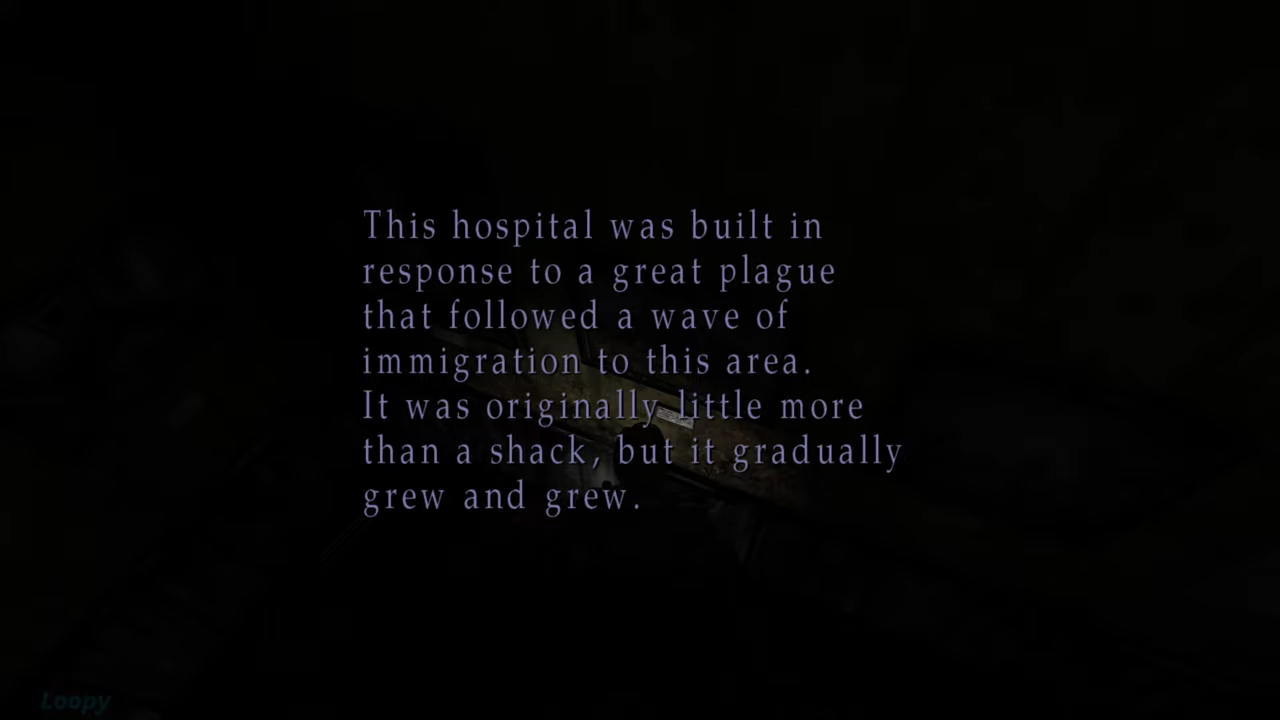 This hospital was built in
response to a great plague
that followed a wave of
immigration to this area.
It was originally little more
than a shack, but it gradually
grew and grew.
Loopy